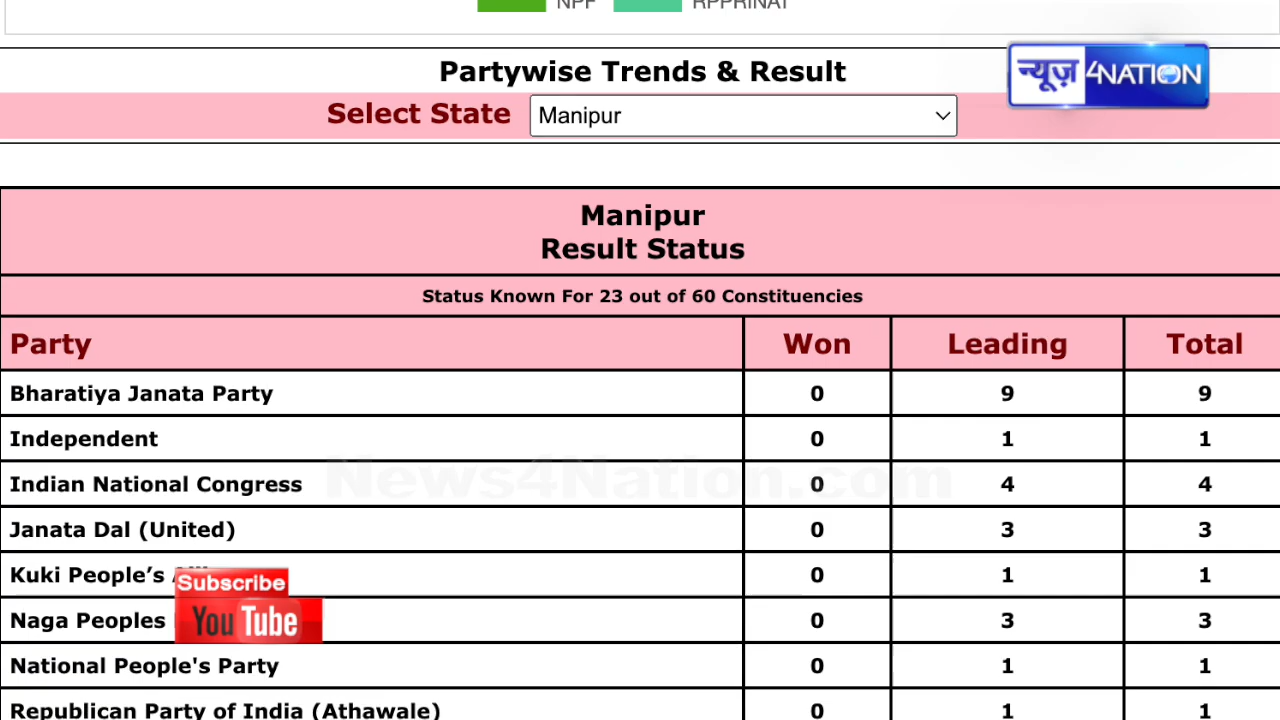 NPF RPPRINAT
Partywise Trends & Result
न्यूज़ 4NATION
Select State Manipur
Manipur
Result Status
Status Known For 23 out of 60 Constituencies
Party Won Leading Total
Bharatiya Janata Party 0 9 9
Independent 0 1 1
News4Nation.com
Indian National Congress 0 4 4
Janata Dal (United) 0 3 3
Kuki People’s 0 1 1
Subscribe
YouTube
Naga Peoples 0 3 3
National People's Party 0 1 1
Republican Party of India (Athawale) 0 1 1